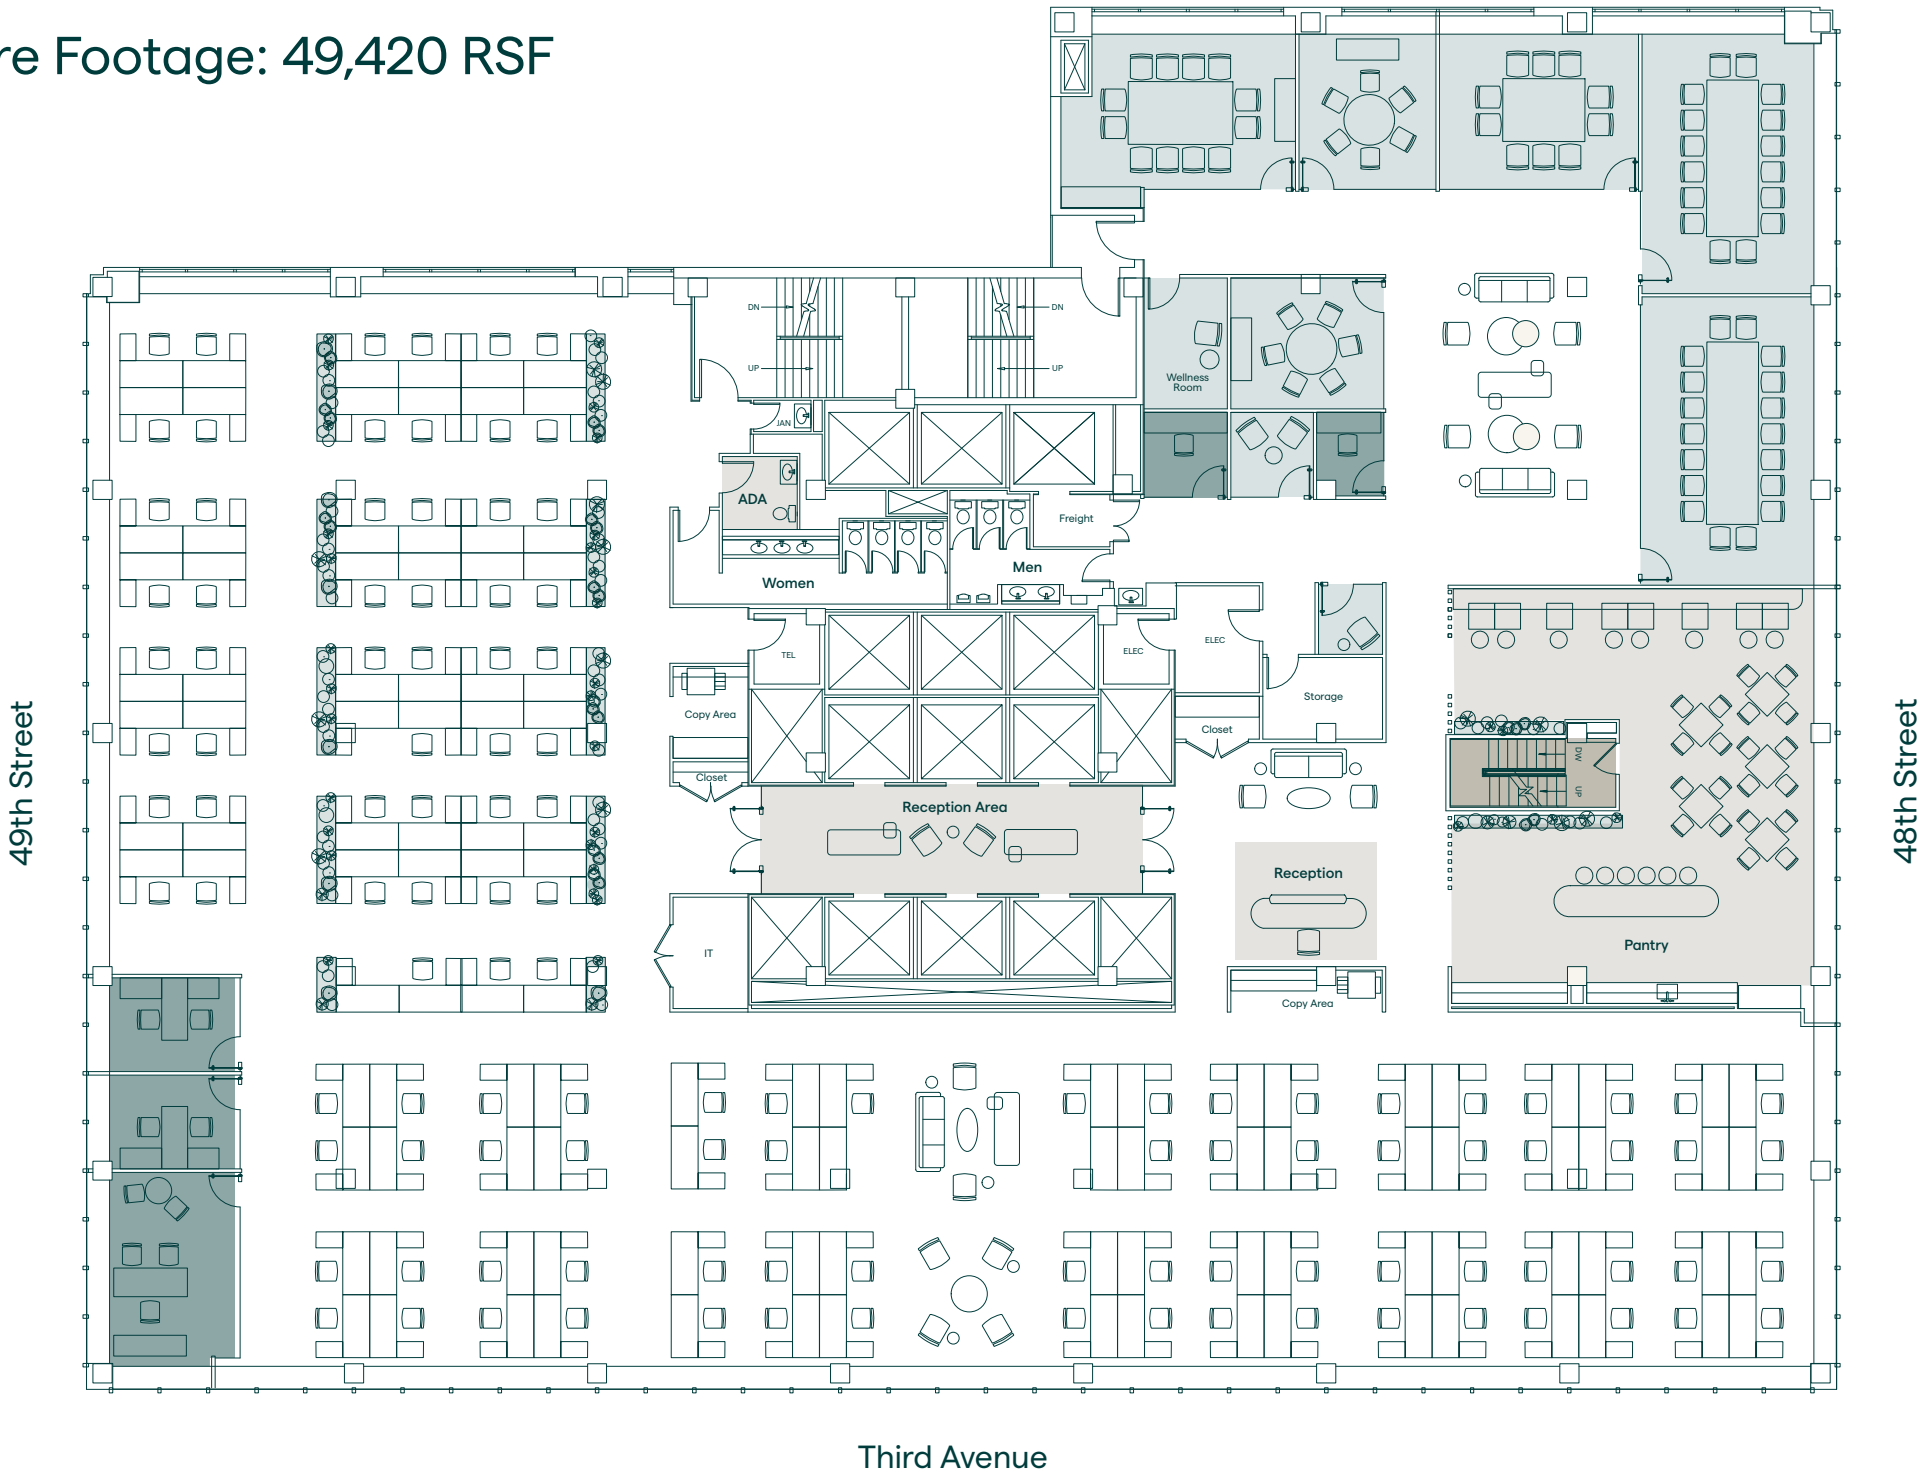 re Footage: 49,420 RSF
DN
DN
UP
UP
Wellness
Room
JAN
ADA
Freight
Men
Women
TEL
ELEC
ELEC
Storage
Copy Area
Closet
Closet
DW
UP
Reception Area
Reception
Pantry
IT
Copy Area
49th Street
48th Street
Third Avenue